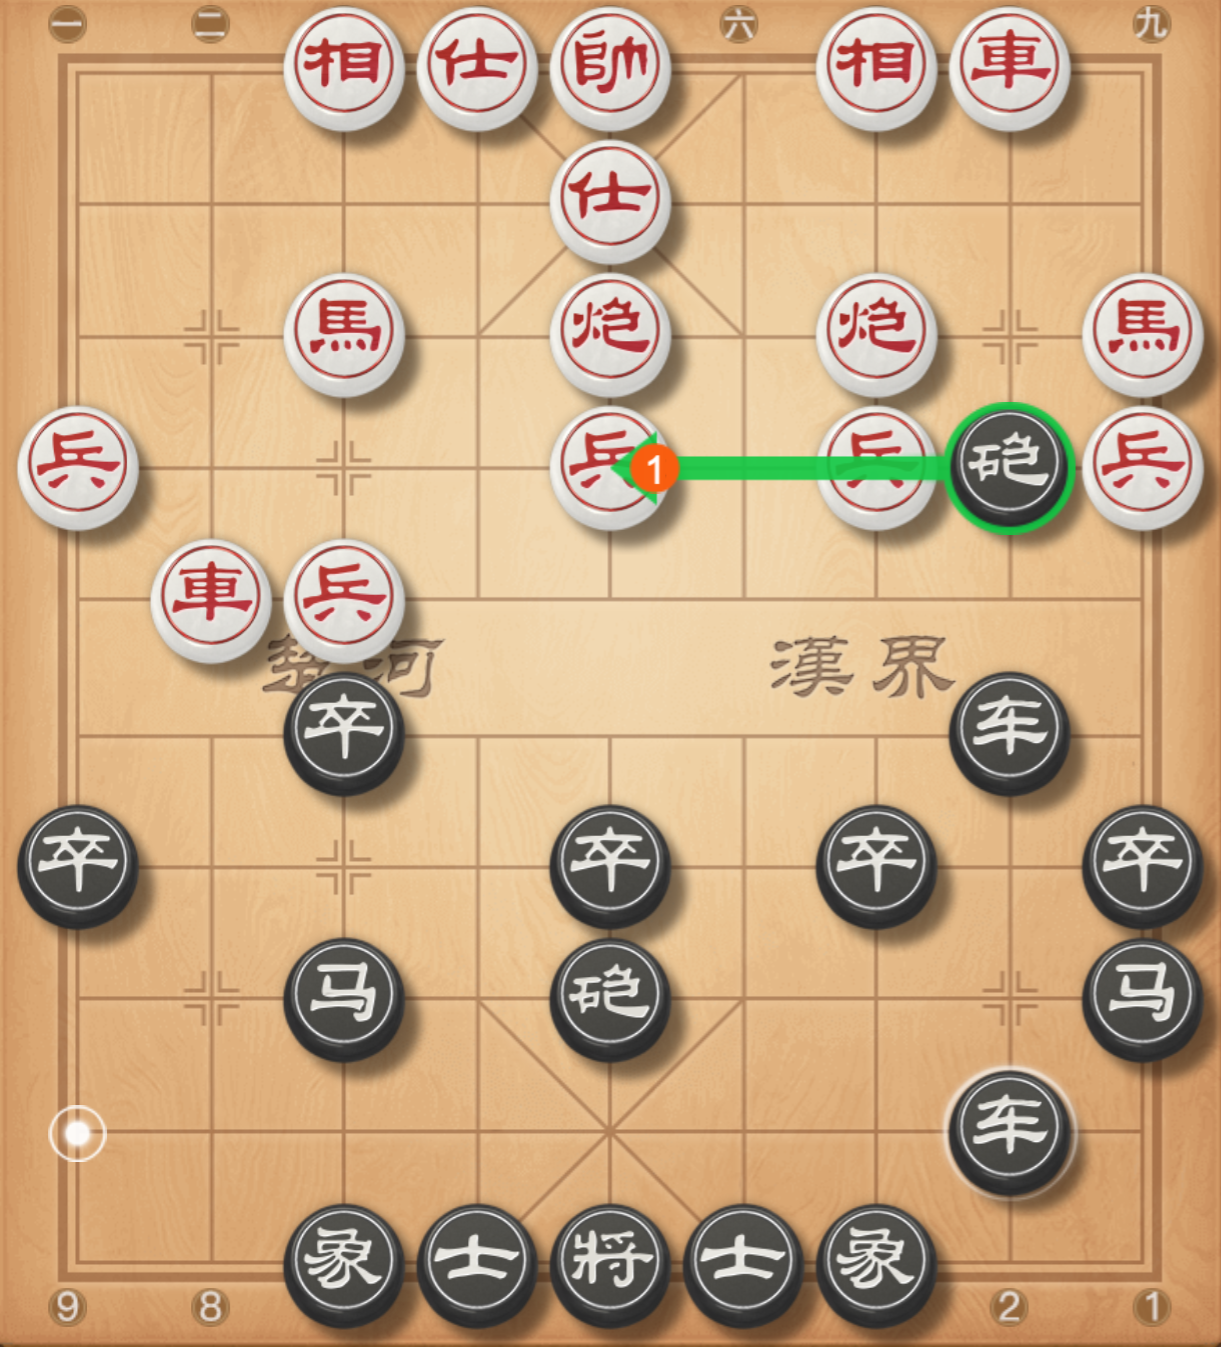 一 二 六 九
相 仕 帥 相 車
仕
馬 炮 炮 馬
兵 兵 1 兵 砲 兵
車 兵
楚河 漢界
卒 车
卒 卒 卒 卒
马 砲 马
车
象 士 将 士 象
9 8 2 1